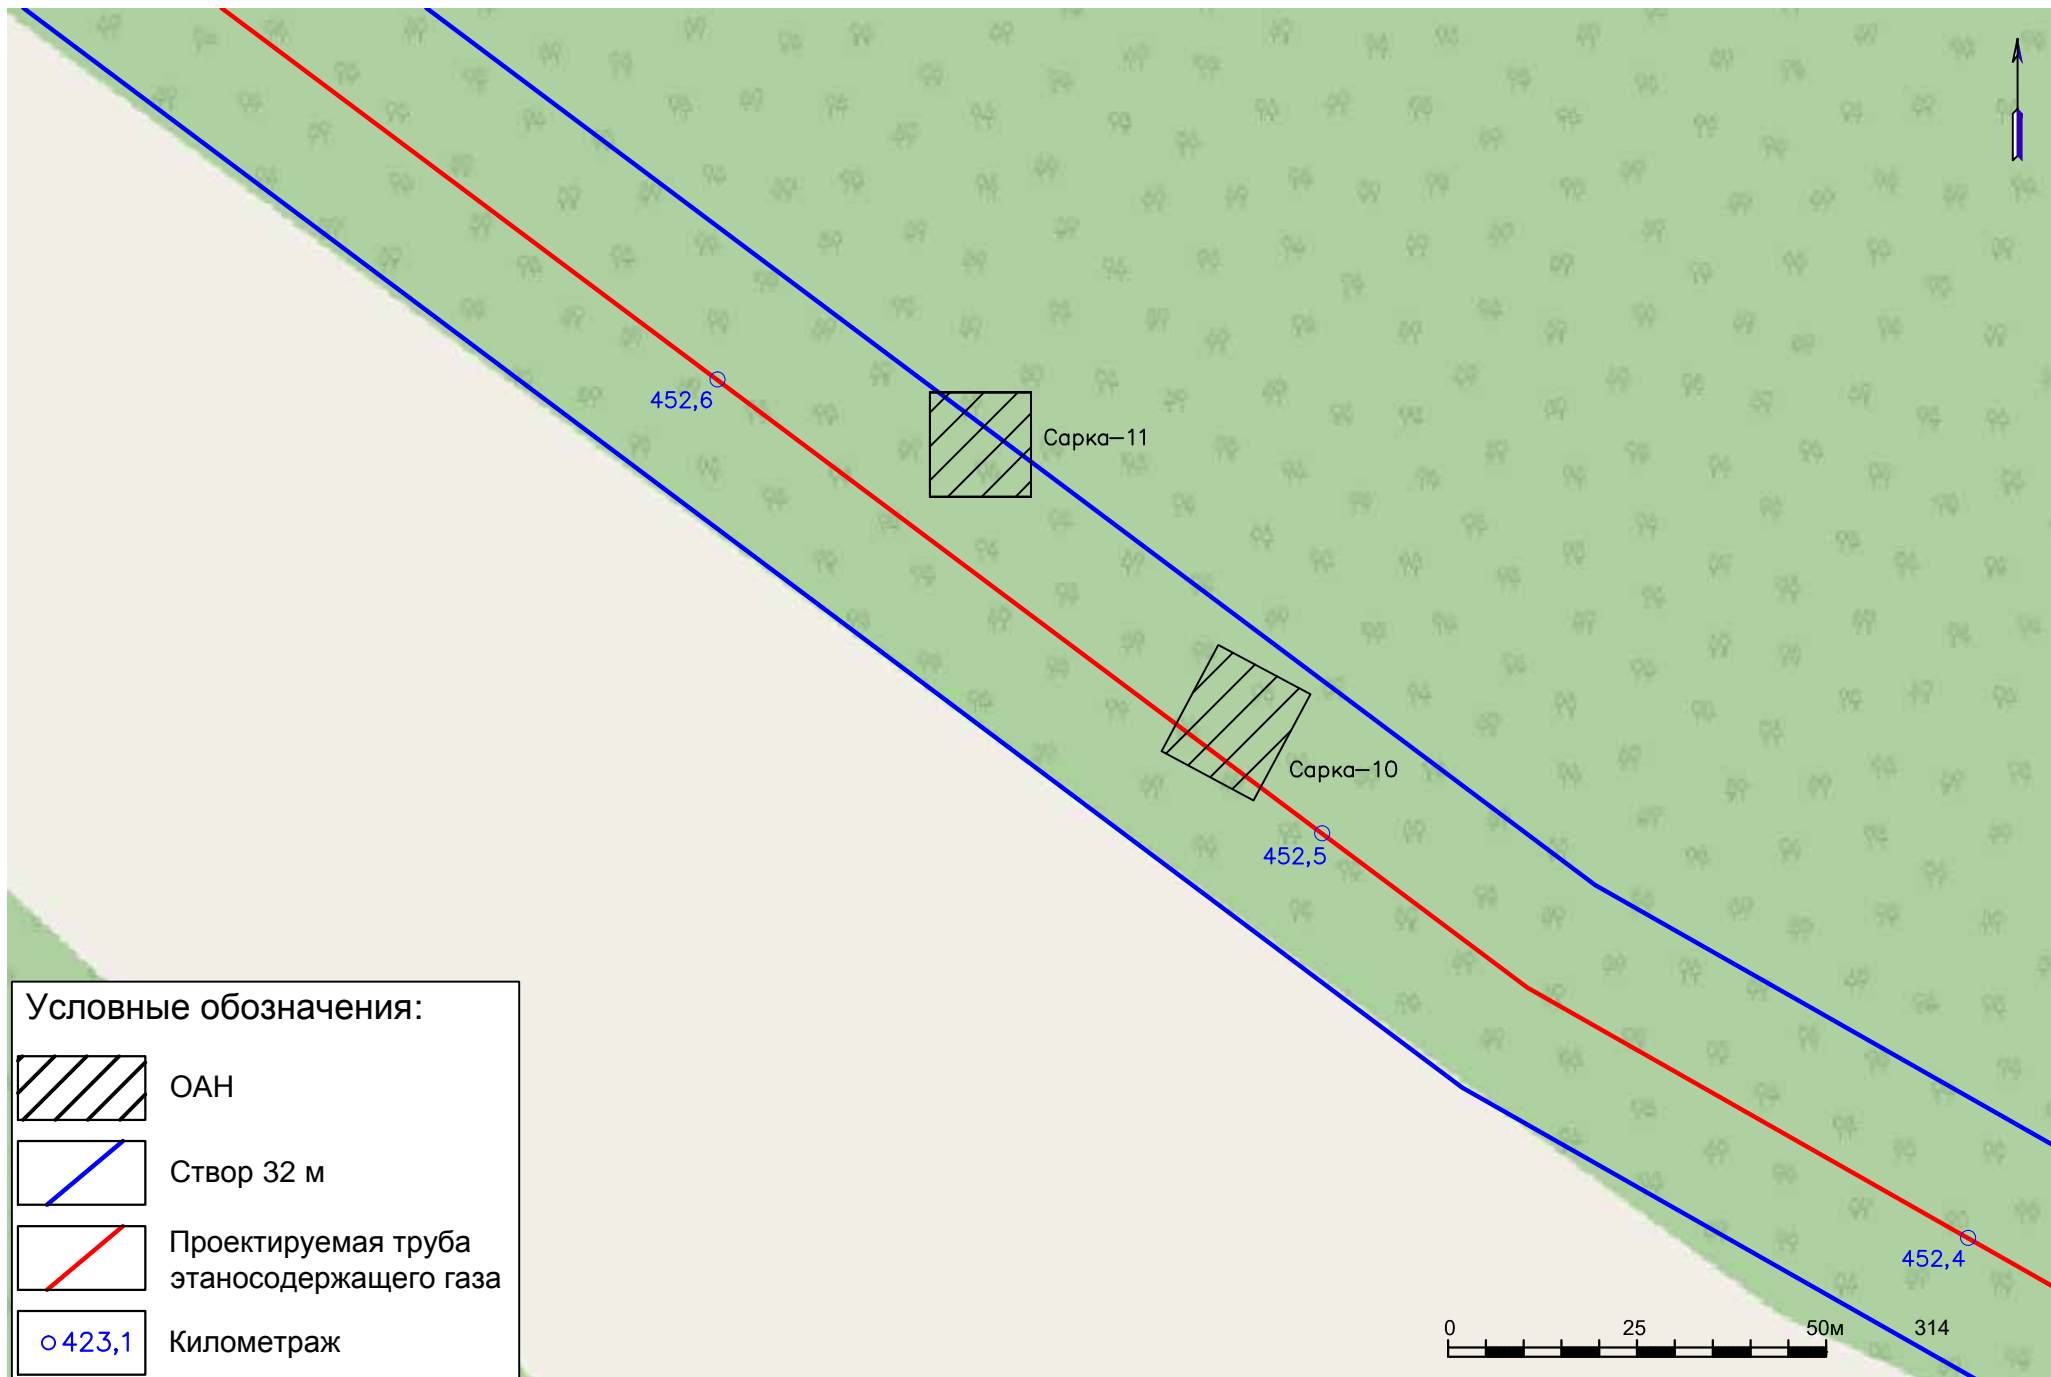 452,6
Сарка-11
Сарка-10
452,5
452,4
Условные обозначения:
ОАН
Створ 32 м
Проектируемая труба
этаносодержащего газа
423,1 Километраж
0 25 50м 314